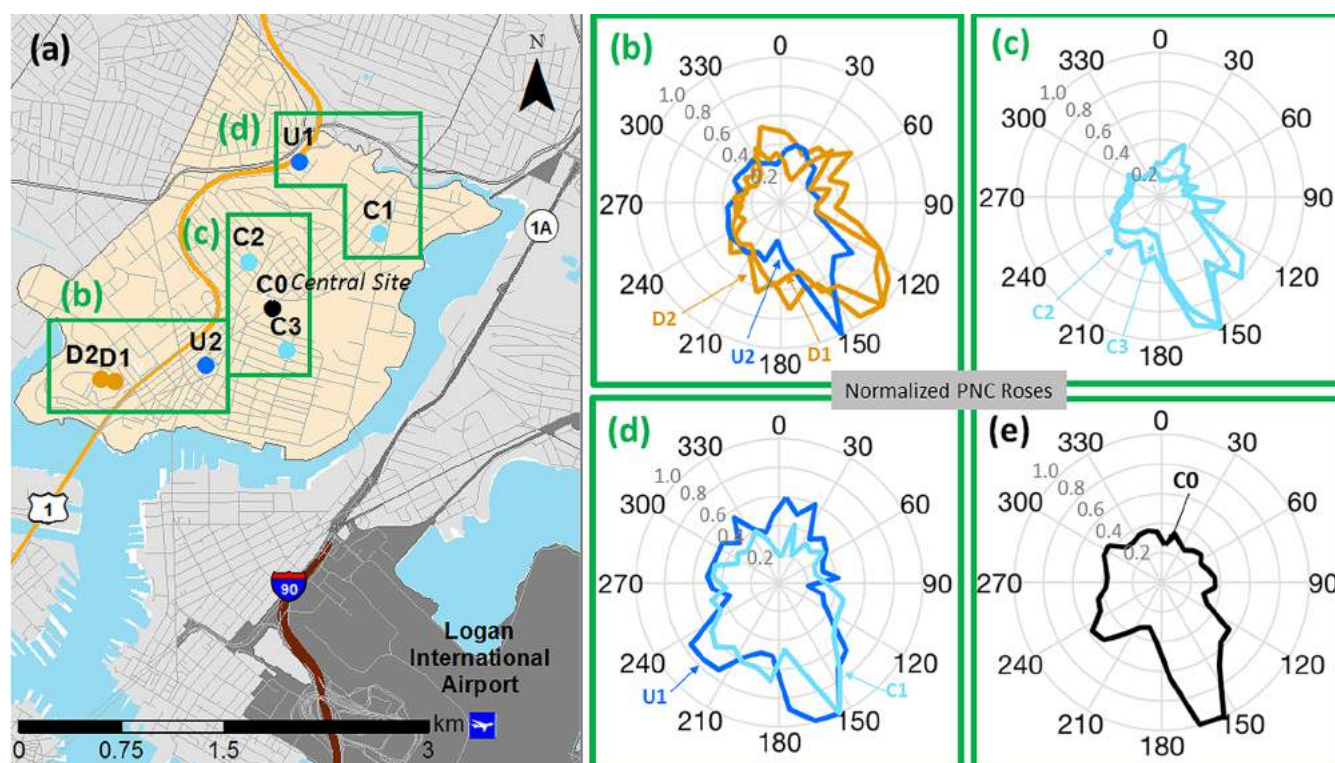 (a)
N
(d)
U1
1A
C1
(c)
C2
C0 Central Site
(b)
C3
D2D1
U2
1
90
Logan
International
Airport
km
0 0.75 1.5 3
(b)
0
330 30
1.0
0.8
300 60
0.6
0.4
0.2
270 90
240 120
D2
U2
D1
210 150
180
(c)
0
330 30
1.0
0.8
300 60
0.6
0.4
0.2
270 90
240 120
C2
C3
210 150
180
Normalized PNC Roses
(d)
0
330 30
1.0
0.8
300 60
0.6
0.4
0.2
270 90
240 120
U1
C1
210 150
180
(e)
0
330 30
C0
1.0
0.8
300 60
0.6
0.4
0.2
270 90
240 120
210 150
180